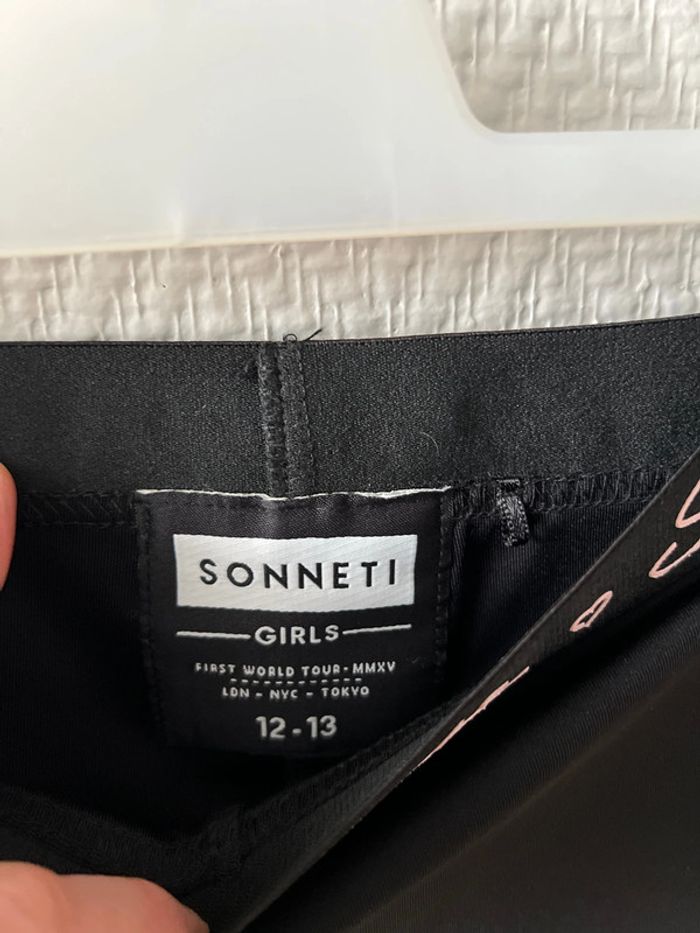 SONNETI
GIRLS
FIRST WORLD TOUR - MMXV
LDN - NYC - TOKYO
12 - 13